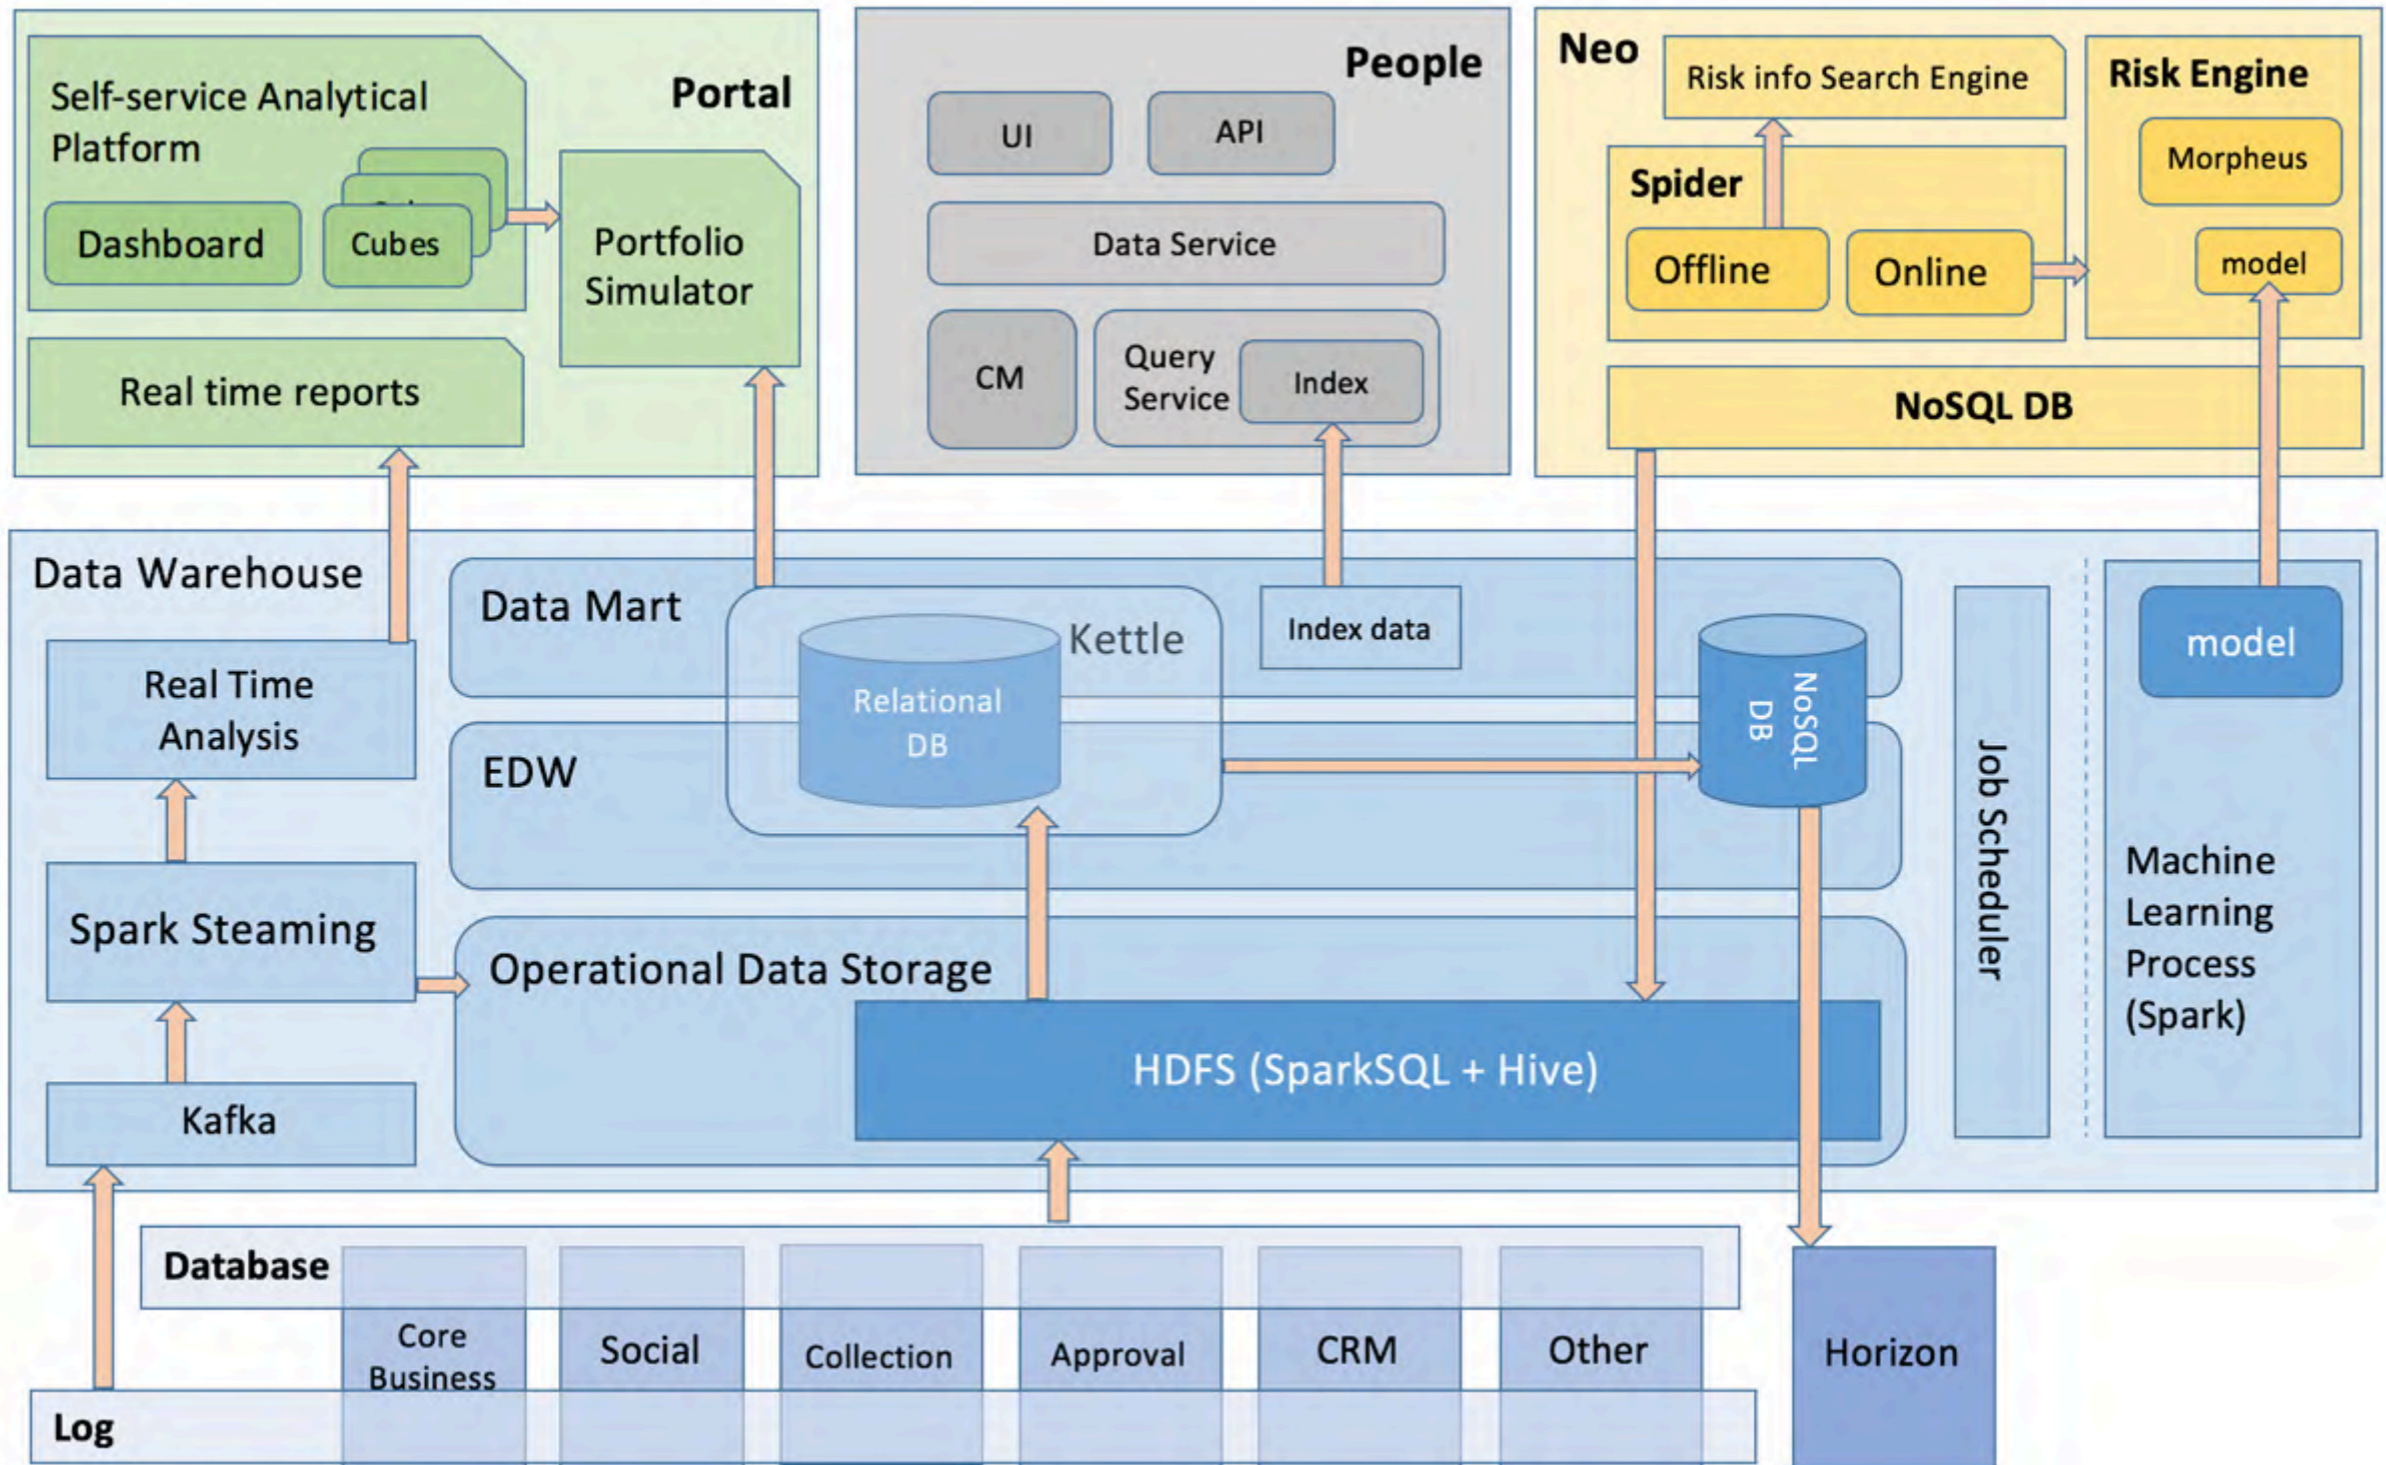 Self-service Analytical
Platform
Portal
Dashboard
Cubes
Portfolio
Simulator
Real time reports
People
UI
API
Data Service
CM
Query
Service
Index
Neo
Risk info Search Engine
Risk Engine
Morpheus
model
Spider
Offline
Online
NoSQL DB
Data Warehouse
Real Time
Analysis
Spark Steaming
Kafka
Data Mart
Kettle
Relational
DB
Index data
NoSQL
DB
EDW
Operational Data Storage
HDFS (SparkSQL + Hive)
Job Scheduler
model
Machine
Learning
Process
(Spark)
Database
Core
Business
Social
Collection
Approval
CRM
Other
Horizon
Log